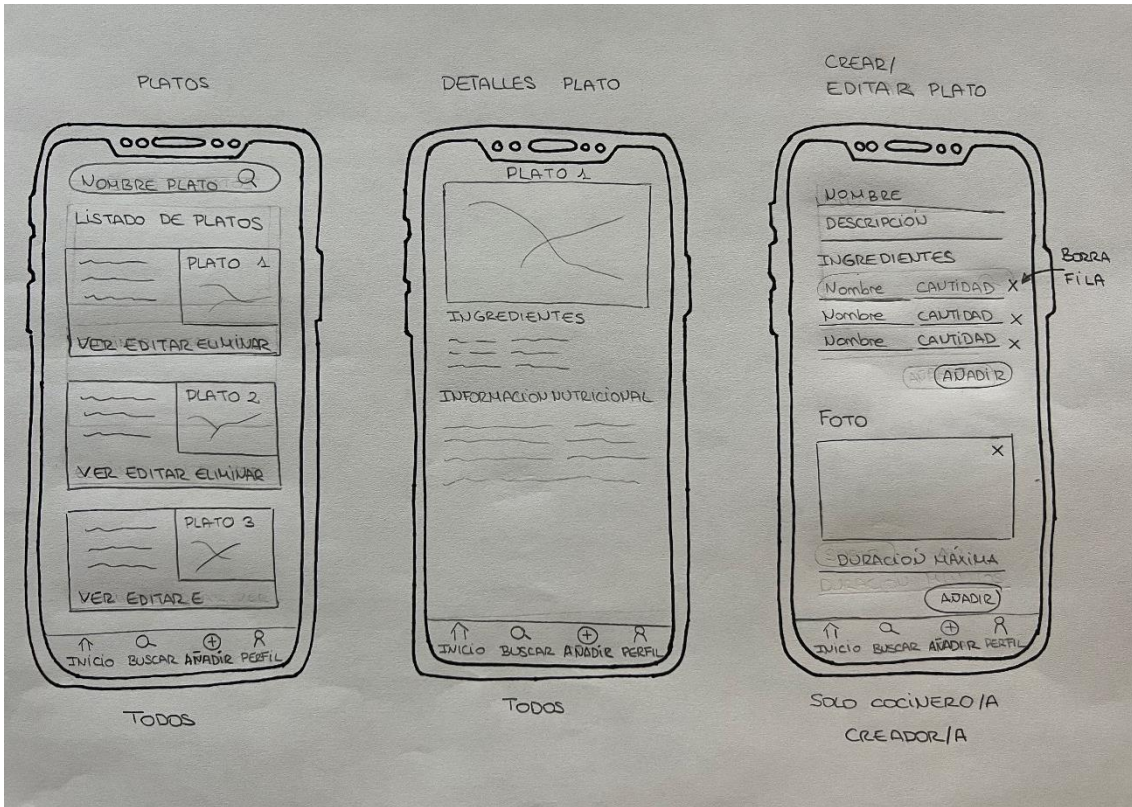 PLATOS
NOMBRE PLATO
LISTADO DE PLATOS
PLATO 1
VER EDITAR ELIMINAR
PLATO 2
VER EDITAR ELIMINAR
PLATO 3
VER EDITAR E
INICIO BUSCAR AÑADIR PERFIL
TODOS
DETALLES PLATO
PLATO 1
INGREDIENTES
INFORMACION NUTRICIONAL
INICIO BUSCAR AÑADIR PERFIL
TODOS
CREAR/
EDITAR PLATO
NOMBRE
DESCRIPCIÓN
INGREDIENTES
Nombre CANTIDAD X
Nombre CANTIDAD X
Nombre CANTIDAD X
BORRA
FILA
AÑADIR
FOTO
X
DURACIÓN MÁXIMA
AÑADIR
INICIO BUSCAR AÑADIR PERFIL
SOLO COCINERO/A
CREADOR/A